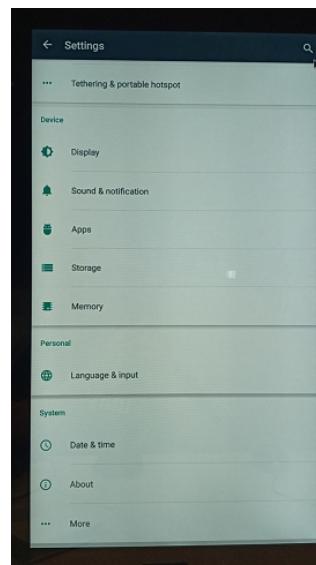 Settings
Tethering & portable hotspot
Device
Display
Sound & notification
Apps
Storage
Memory
Personal
Language & input
System
Date & time
About
More